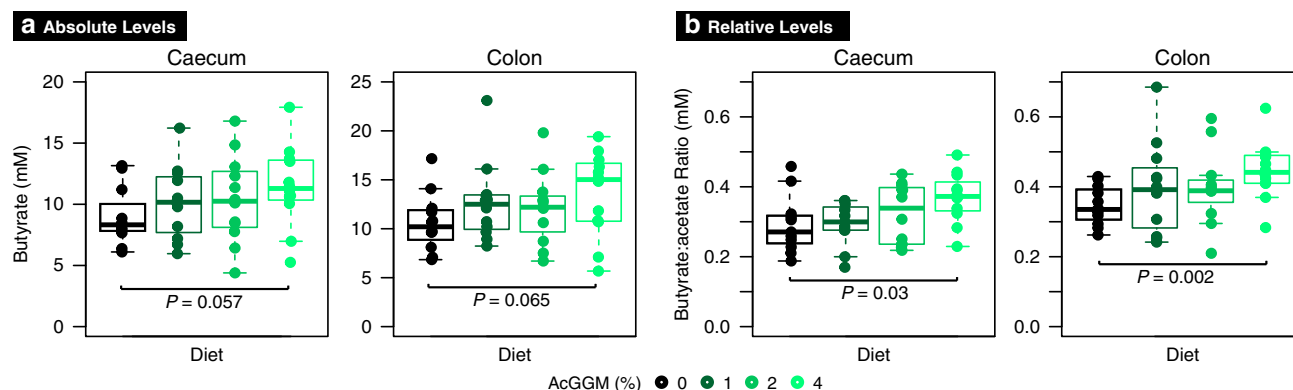 a Absolute Levels
b Relative Levels
Caecum
Colon
Caecum
Colon
Butyrate (mM)
20
15
10
5
0
P = 0.057
Diet
25
20
15
10
5
0
P = 0.065
Diet
Butyrate:acetate Ratio (mM)
0.6
0.4
0.2
0.0
P = 0.03
Diet
0.6
0.4
0.2
0.0
P = 0.002
Diet
AcGGM (%) 0 1 2 4